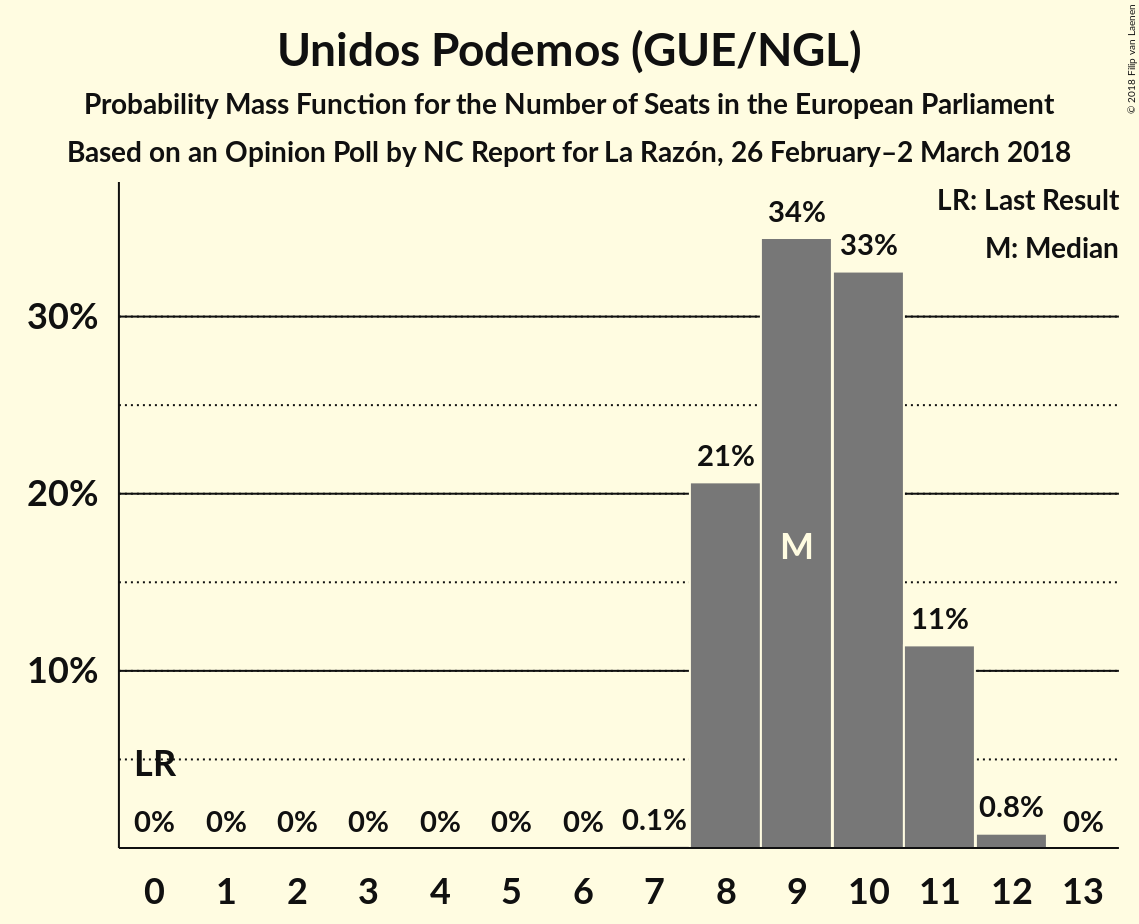 Unidos Podemos (GUE/NGL)
Probability Mass Function for the Number of Seats in the European Parliament
Based on an Opinion Poll by NC Report for La Razón, 26 February–2 March 2018
© 2018 Filip van Laenen
LR: Last Result
M: Median
34%
33%
30%
21%
20%
M
11%
10%
LR
0% 0% 0% 0% 0% 0% 0% 0.1% 0.8% 0%
0 1 2 3 4 5 6 7 8 9 10 11 12 13